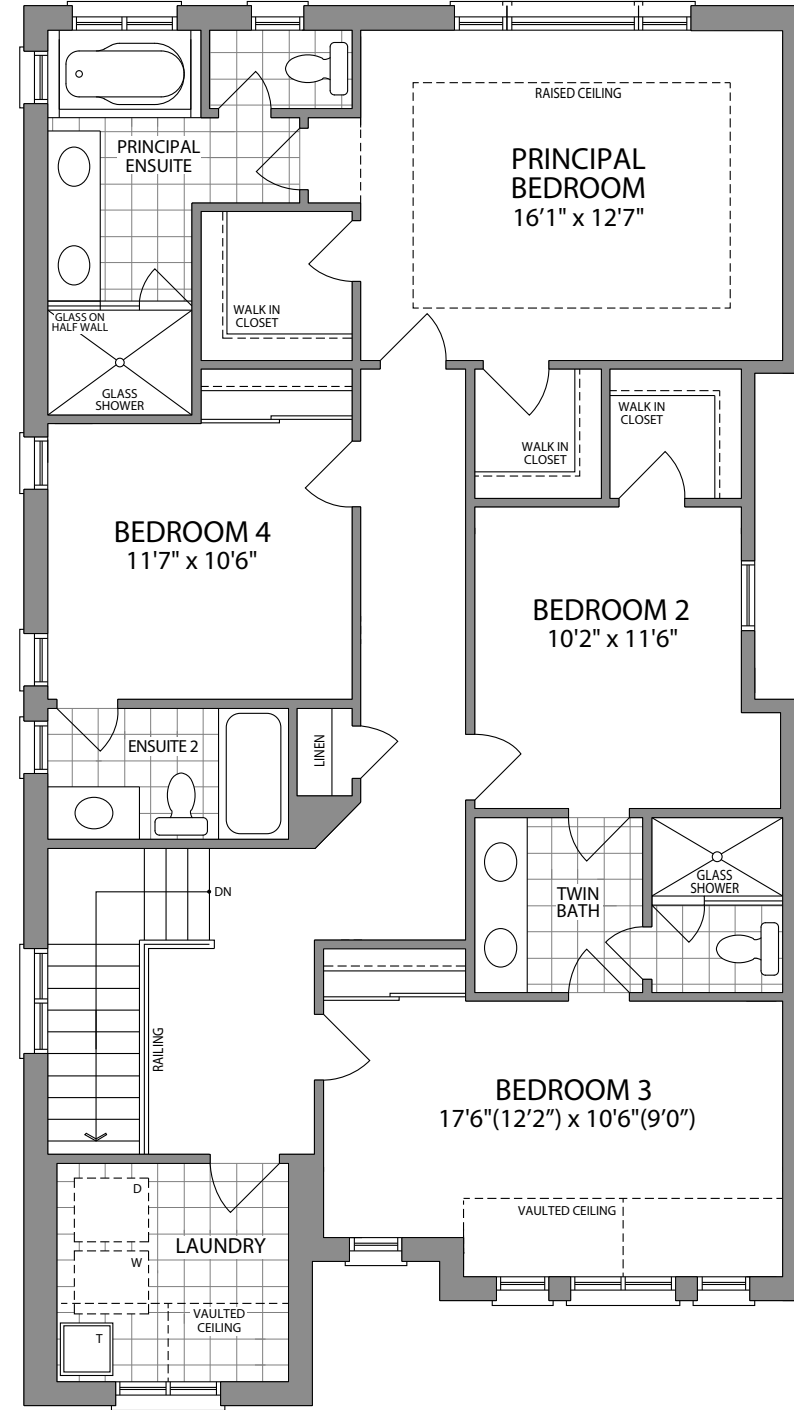 RAISED CEILING
PRINCIPAL
ENSUITE
PRINCIPAL
BEDROOM
16’1" x 12'7"
WALK IN
CLOSET
GLASS ON
HALF WALL
GLASS
SHOWER
WALK IN
CLOSET
WALK IN
CLOSET
BEDROOM 4
11'7" x 10'6"
BEDROOM 2
10'2" x 11'6"
ENSUITE 2
LINEN
DN
TWIN
BATH
GLASS
SHOWER
RAILING
BEDROOM 3
17'6"(12’2”) x 10'6"(9’0”)
VAULTED CEILING
D
LAUNDRY
W
VAULTED
CEILING
T